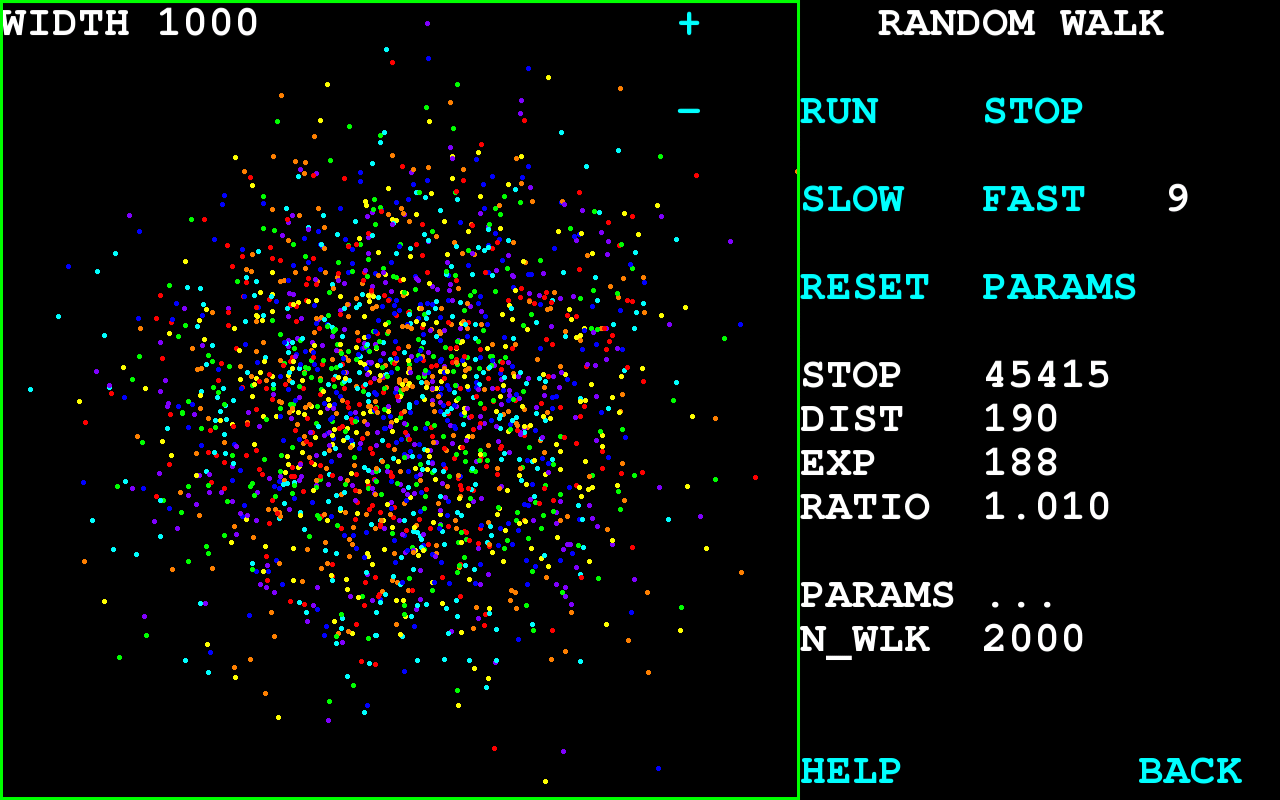 WIDTH 1000 + RANDOM WALK
– RUN STOP
SLOW FAST 9
RESET PARAMS
STOP 45415
DIST 190
EXP 188
RATIO 1.010
PARAMS ...
N_WLK 2000
HELP BACK